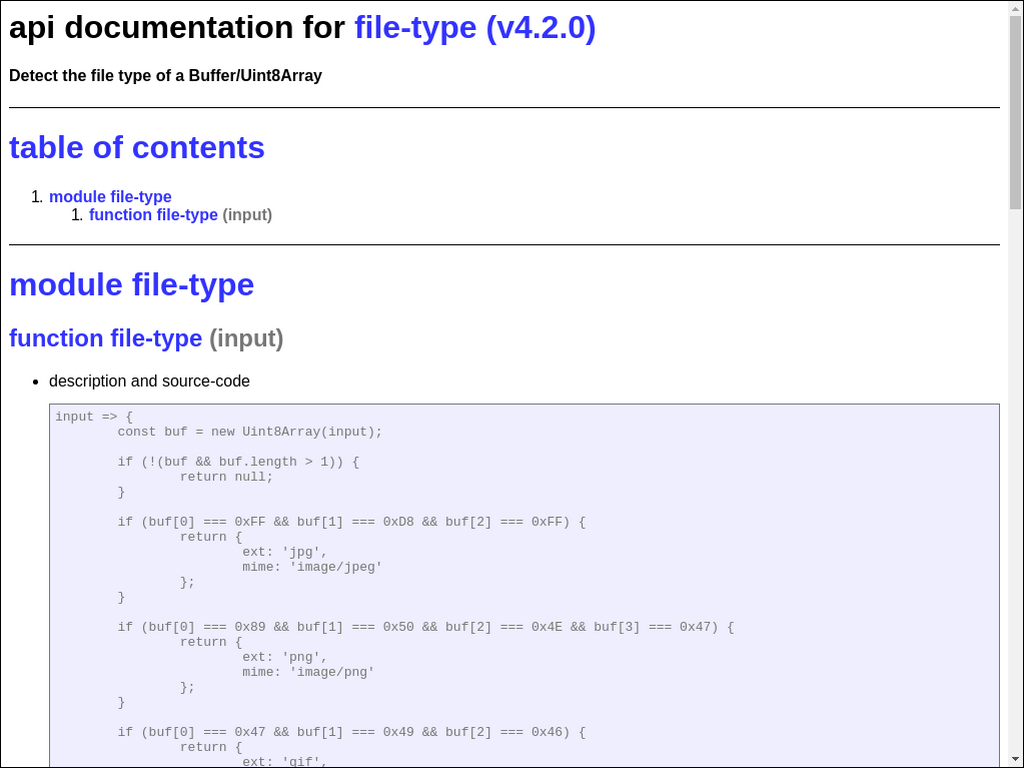 api documentation for file-type (v4.2.0)
Detect the file type of a Buffer/Uint8Array
table of contents
1. module file-type
1. function file-type (input)
module file-type
function file-type (input)
• description and source-code
input => {
const buf = new Uint8Array(input);
if (!(buf && buf.length > 1)) {
return null;
}
if (buf[0] === 0xFF && buf[1] === 0xD8 && buf[2] === 0xFF) {
return {
ext: 'jpg',
mime: 'image/jpeg'
};
}
if (buf[0] === 0x89 && buf[1] === 0x50 && buf[2] === 0x4E && buf[3] === 0x47) {
return {
ext: 'png',
mime: 'image/png'
};
}
if (buf[0] === 0x47 && buf[1] === 0x49 && buf[2] === 0x46) {
return {
ext: 'gif',